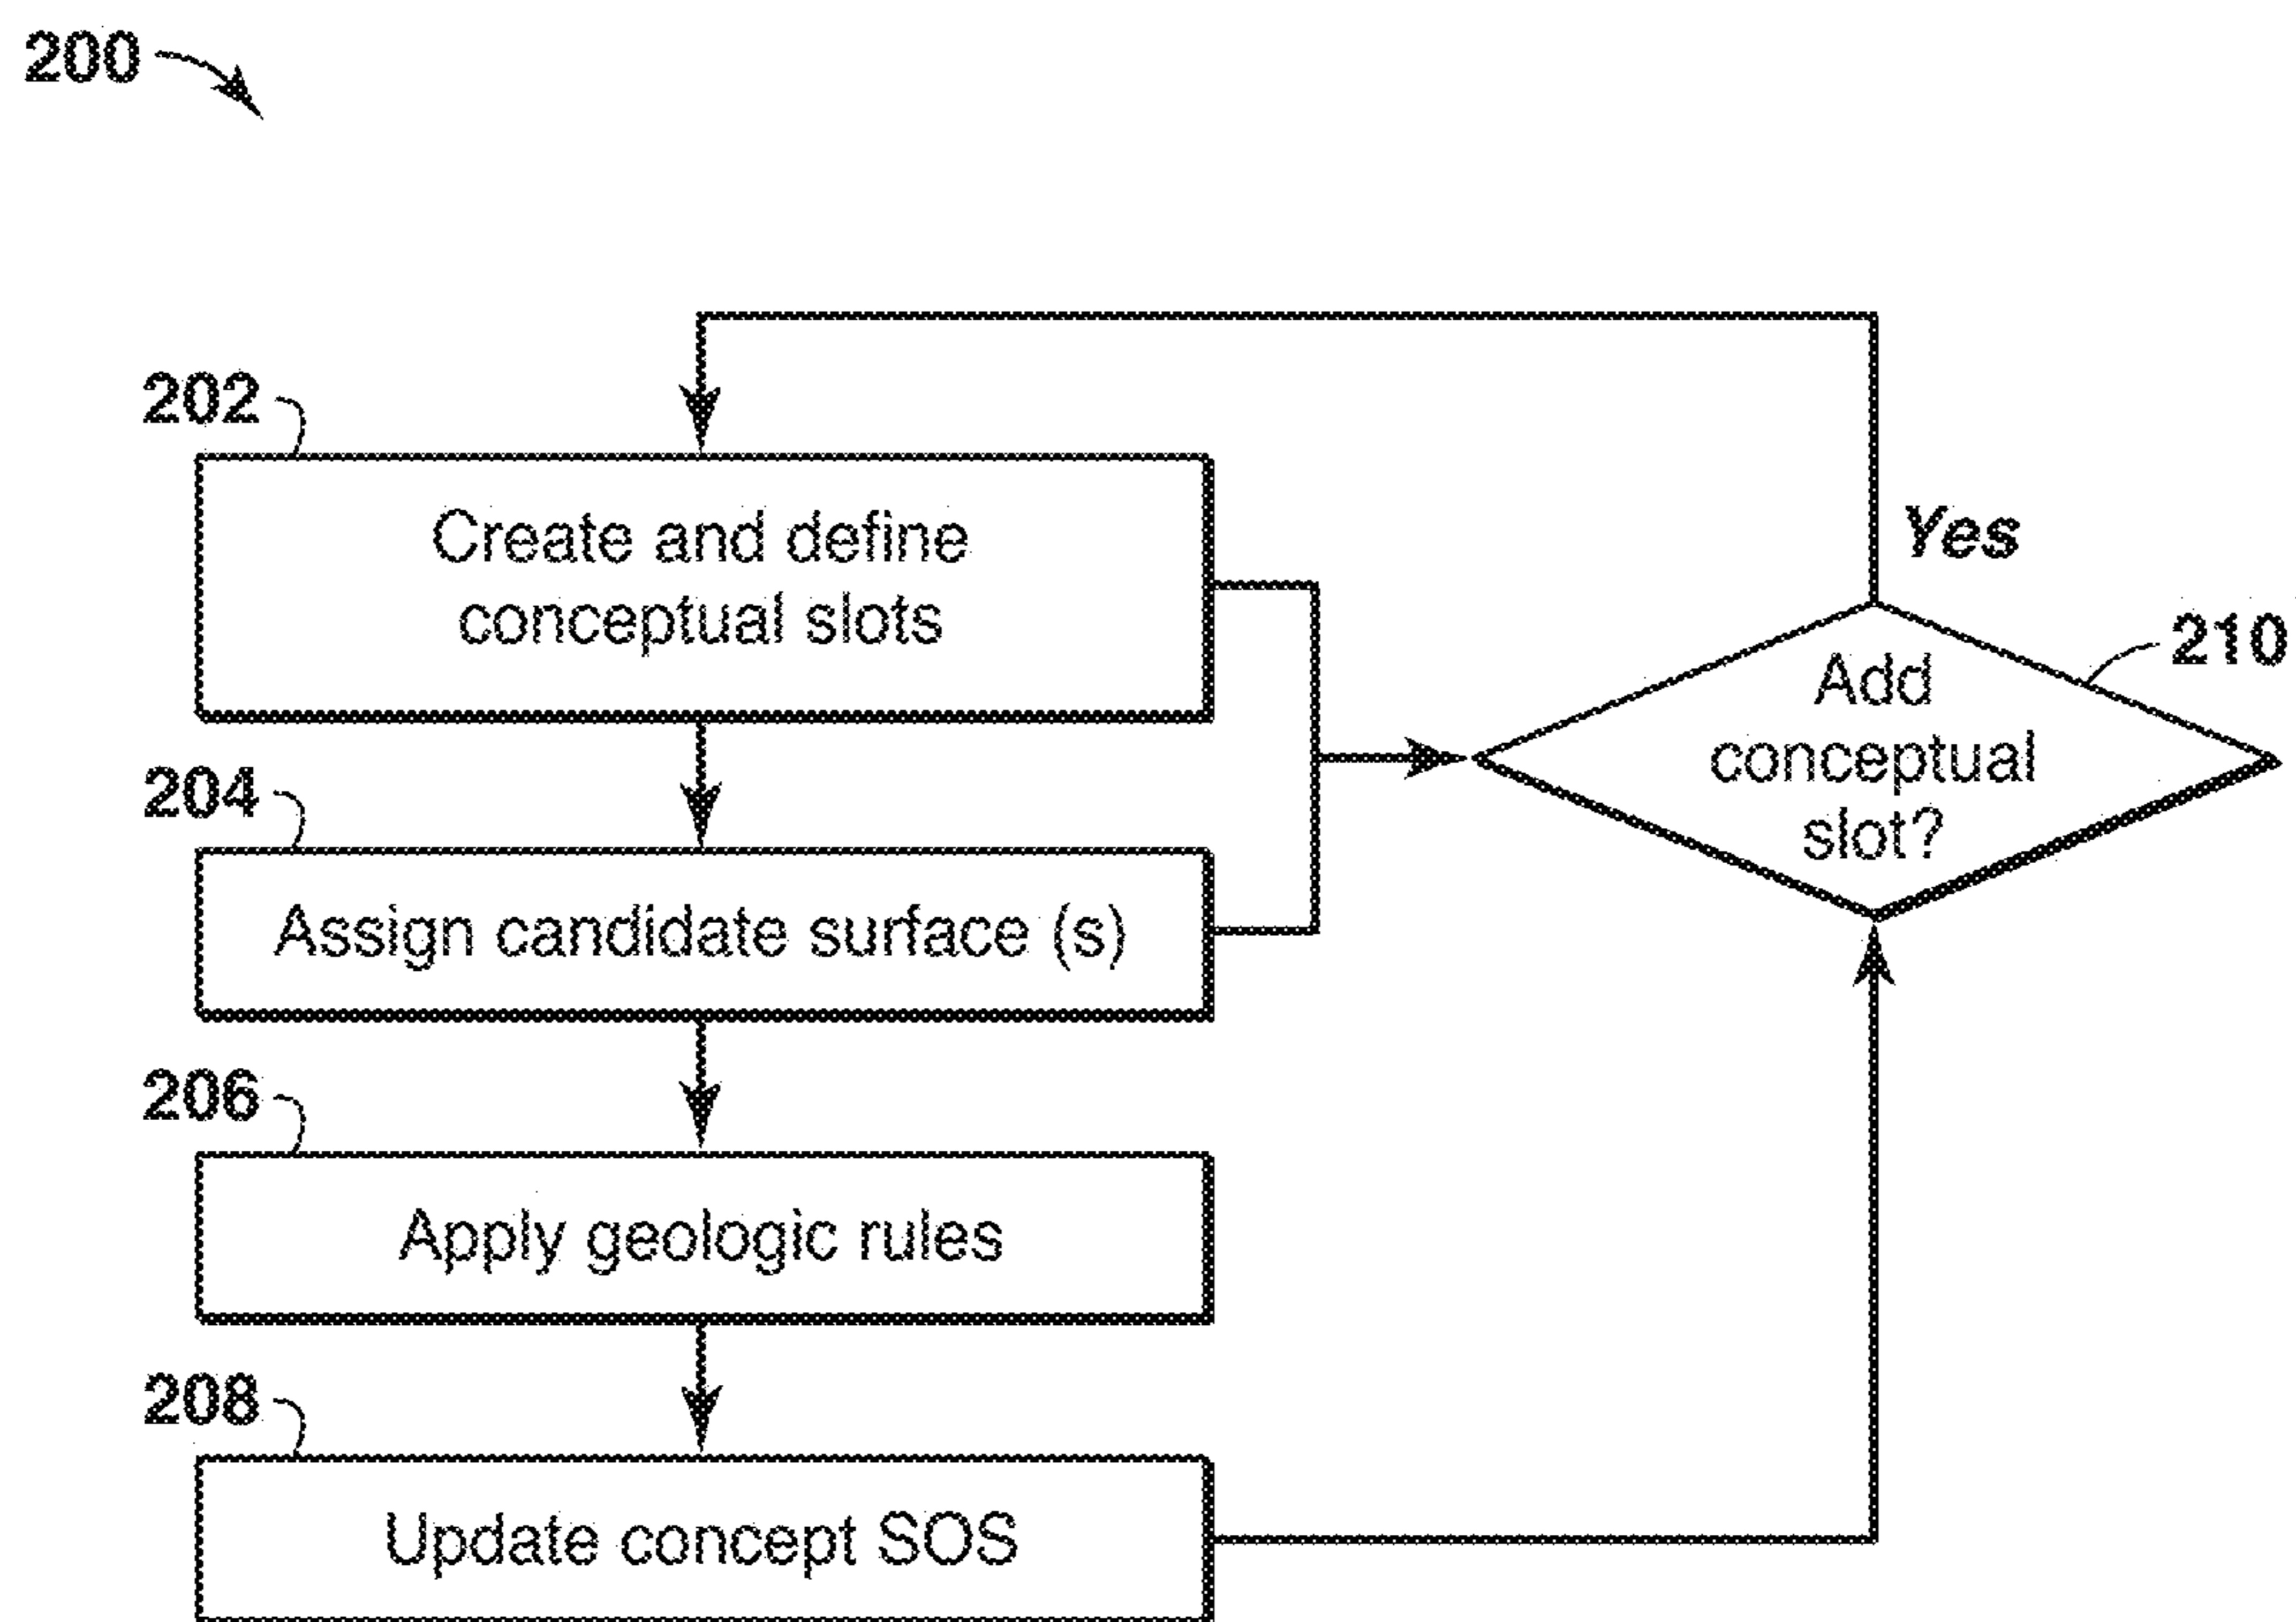 200
202
Create and define
conceptual slots
Yes
210
Add
conceptual
slot?
204
Assign candidate surface (s)
206
Apply geologic rules
208
Update concept SOS